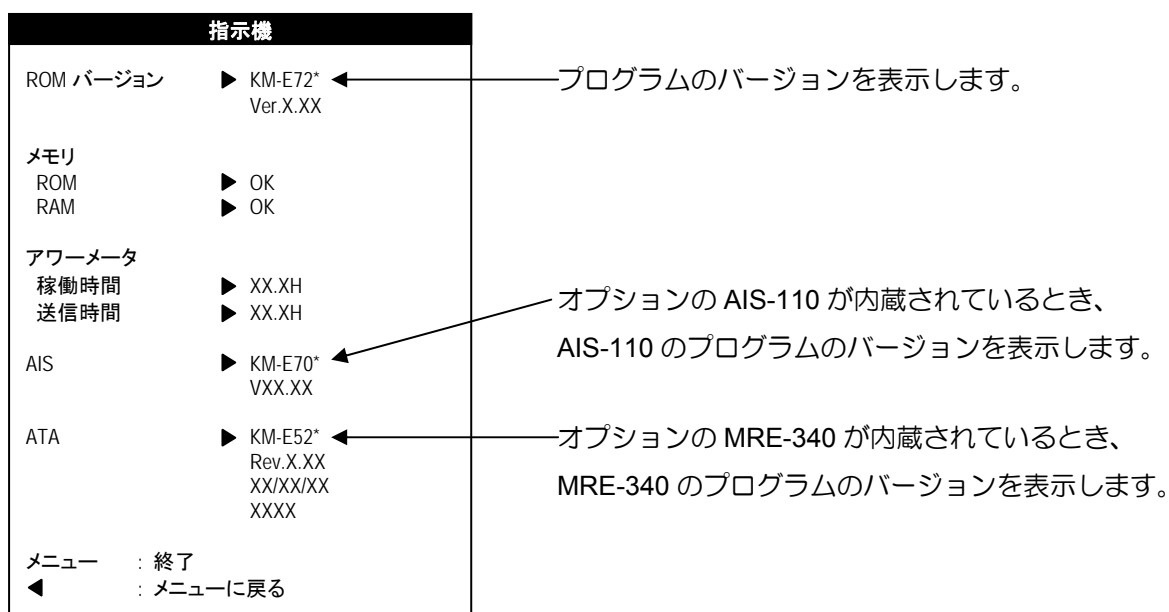 指示機
ROM バージョン ▶ KM-E72*
Ver.X.XX
プログラムのバージョンを表示します。
メモリ
ROM ▶ OK
RAM ▶ OK
アワーメータ
稼働時間 ▶ XX.XH
送信時間 ▶ XX.XH
オプションの AIS-110 が内蔵されているとき、
AIS-110 のプログラムのバージョンを表示します。
AIS ▶ KM-E70*
VXX.XX
ATA ▶ KM-E52*
Rev.X.XX
XX/XX/XX
XXXX
オプションの MRE-340 が内蔵されているとき、
MRE-340 のプログラムのバージョンを表示します。
メニュー : 終了
◀ : メニューに戻る